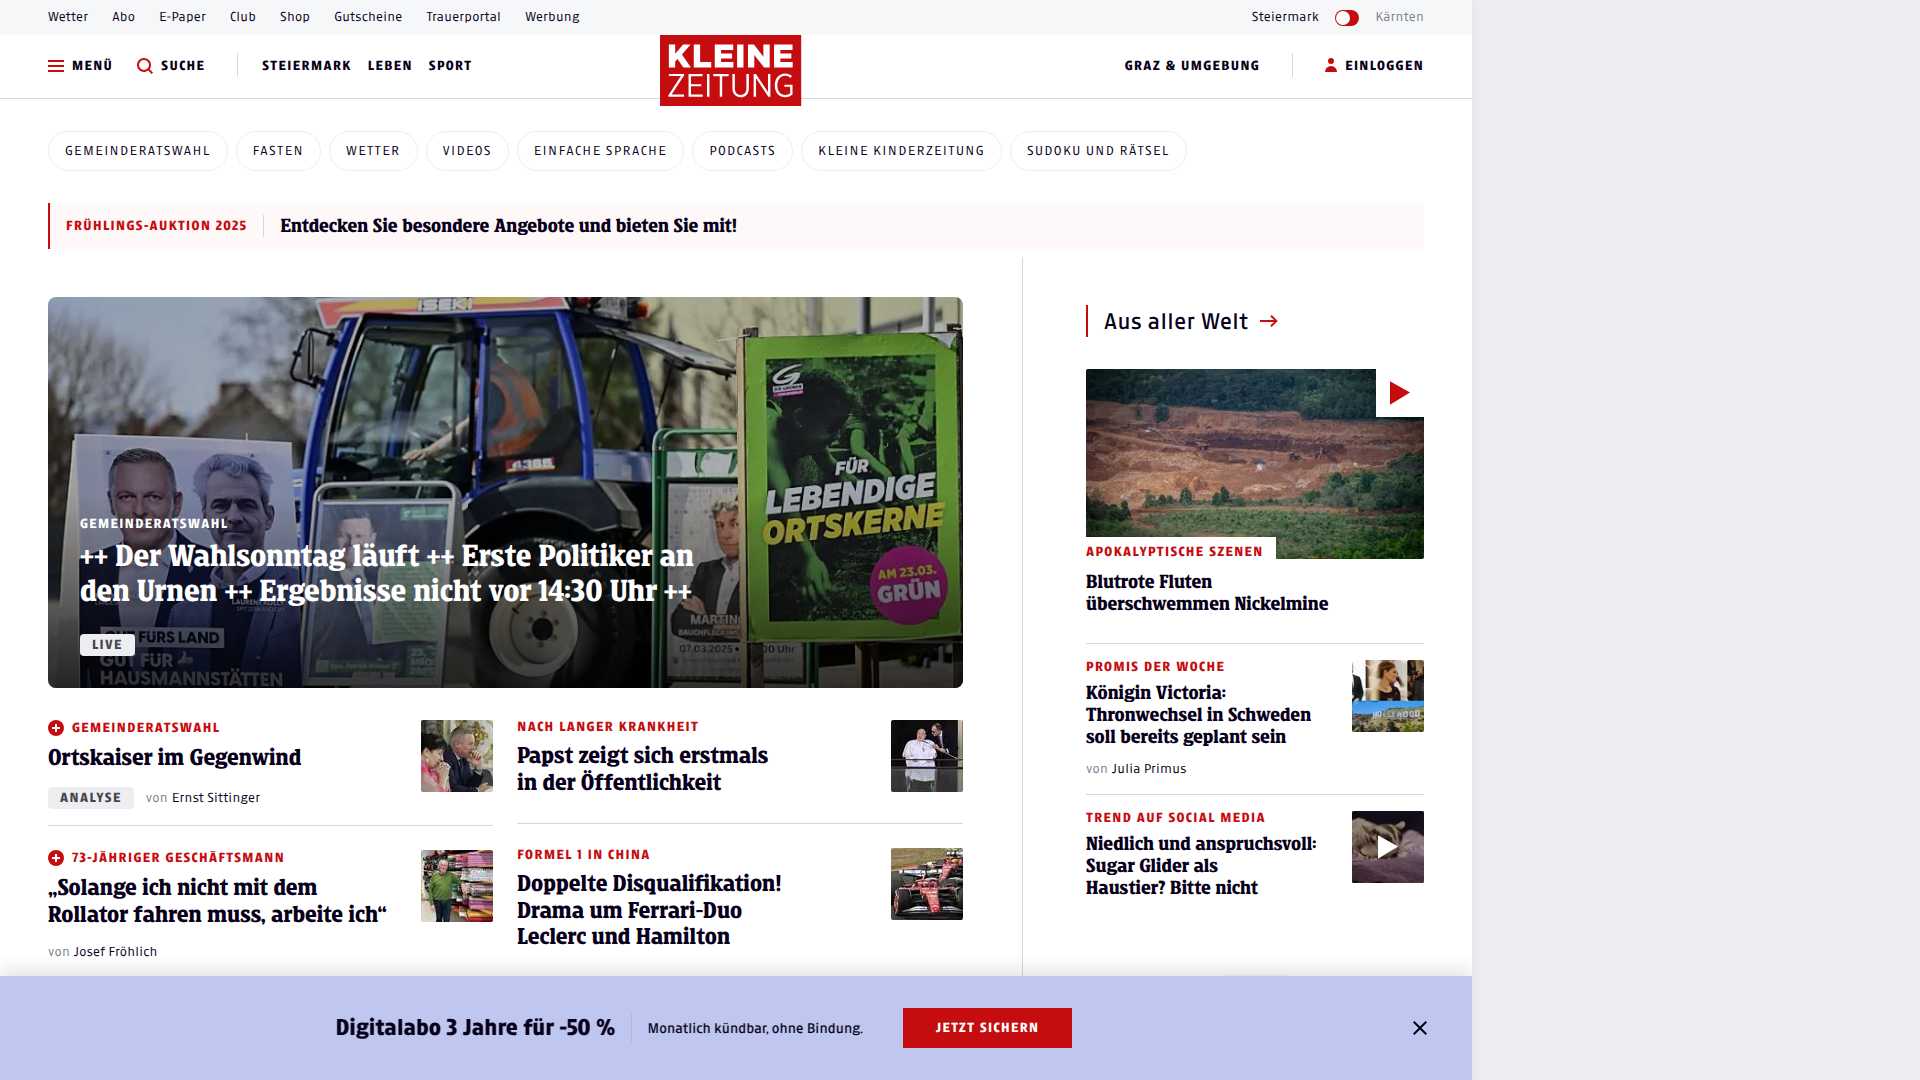 Wetter Abo E-Paper Club Shop Gutscheine Trauerportal Werbung Steiermark Kärnten
MENÜ SUCHE STEIERMARK LEBEN SPORT KLEINE ZEITUNG GRAZ & UMGEBUNG EINLOGGEN
GEMEINDERATSWAHL FASTEN WETTER VIDEOS EINFACHE SPRACHE PODCASTS KLEINE KINDERZEITUNG SUDOKU UND RÄTSEL
FRÜHLINGS-AUKTION 2025 Entdecken Sie besondere Angebote und bieten Sie mit!
ISEKI
4365
FÜR
LEBENDIGE
ORTSKERNE
AM 23.03.
GRÜN
GEMEINDERATSWAHL
++ Der Wahlsonntag läuft ++ Erste Politiker an
den Urnen ++ Ergebnisse nicht vor 14:30 Uhr ++
LIVE
FÜRS LAND
GUT FÜR
HAUSMANNSTÄTTEN
MARTIN
07.03.2025
GEMEINDERATSWAHL
Ortskaiser im Gegenwind
ANALYSE von Ernst Sittinger
73-JÄHRIGER GESCHÄFTSMANN
„Solange ich nicht mit dem
Rollator fahren muss, arbeite ich“
von Josef Fröhlich
NACH LANGER KRANKHEIT
Papst zeigt sich erstmals
in der Öffentlichkeit
FORMEL 1 IN CHINA
Doppelte Disqualifikation!
Drama um Ferrari-Duo
Leclerc und Hamilton
Aus aller Welt
APOKALYPTISCHE SZENEN
Blutrote Fluten
überschwemmen Nickelmine
PROMIS DER WOCHE
Königin Victoria:
Thronwechsel in Schweden
soll bereits geplant sein
von Julia Primus
HOLLYWOOD
TREND AUF SOCIAL MEDIA
Niedlich und anspruchsvoll:
Sugar Glider als
Haustier? Bitte nicht
Digitalabo 3 Jahre für -50 % Monatlich kündbar, ohne Bindung. JETZT SICHERN